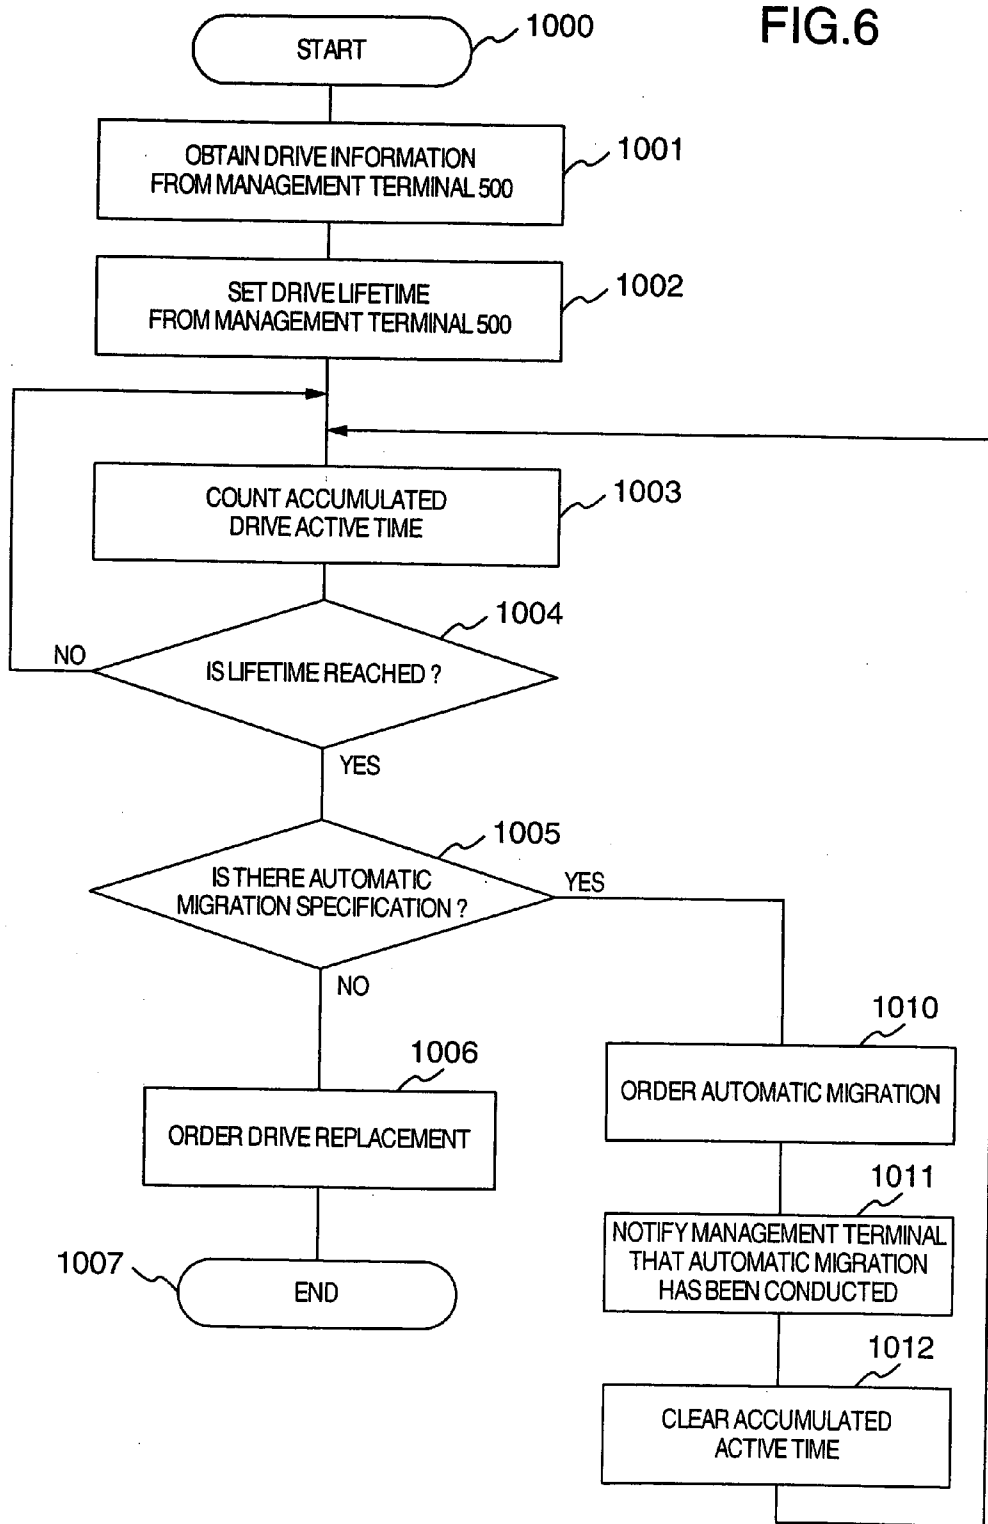 FIG.6
START
1000
OBTAIN DRIVE INFORMATION
FROM MANAGEMENT TERMINAL 500
1001
SET DRIVE LIFETIME
FROM MANAGEMENT TERMINAL 500
1002
COUNT ACCUMULATED
DRIVE ACTIVE TIME
1003
IS LIFETIME REACHED ?
1004
NO
YES
IS THERE AUTOMATIC
MIGRATION SPECIFICATION ?
1005
YES
NO
1006
ORDER DRIVE REPLACEMENT
1007
END
1010
ORDER AUTOMATIC MIGRATION
1011
NOTIFY MANAGEMENT TERMINAL
THAT AUTOMATIC MIGRATION
HAS BEEN CONDUCTED
1012
CLEAR ACCUMULATED
ACTIVE TIME